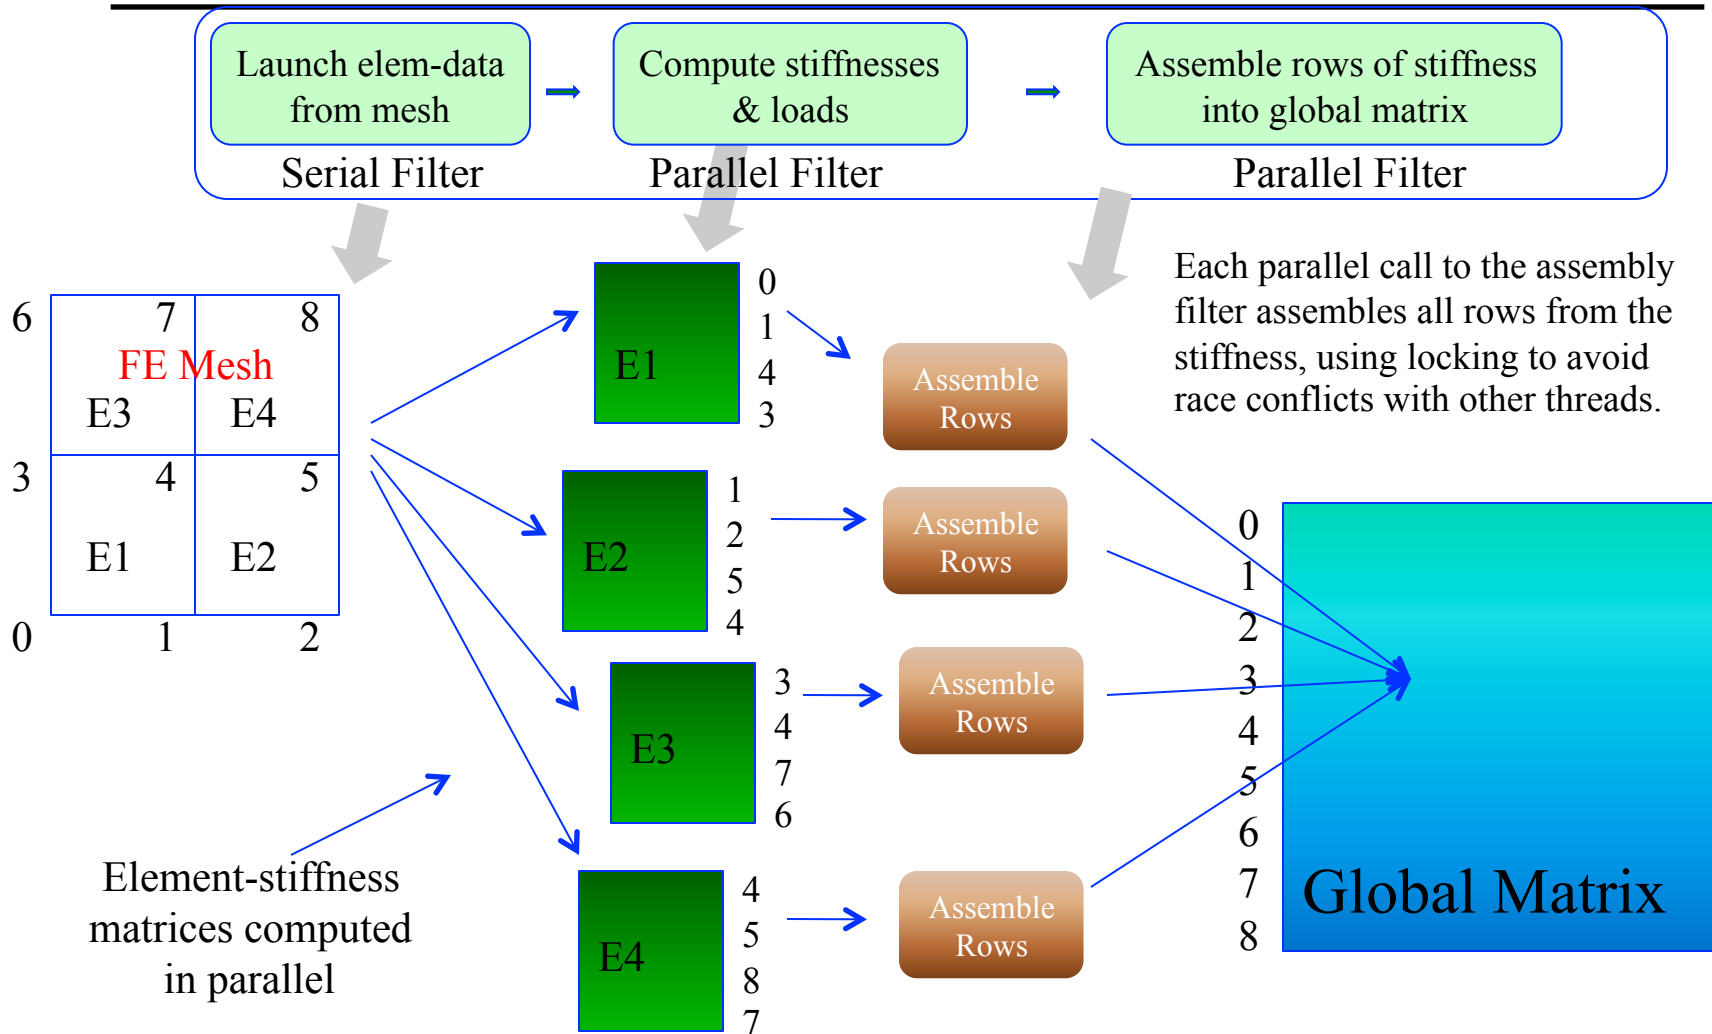 Launch elem-data
from mesh
Compute stiffnesses
& loads
Assemble rows of stiffness
into global matrix
Serial Filter
Parallel Filter
Parallel Filter
Each parallel call to the assembly
filter assembles all rows from the
stiffness, using locking to avoid
race conflicts with other threads.
6
7
8
FE Mesh
E3
E4
3
4
5
E1
E2
0
1
2
E1
0
1
4
3
Assemble
Rows
E2
1
2
5
4
Assemble
Rows
E3
3
4
7
6
Assemble
Rows
E4
4
5
8
7
Assemble
Rows
Element-stiffness
matrices computed
in parallel
0
1
2
3
4
5
6
7
8
Global Matrix